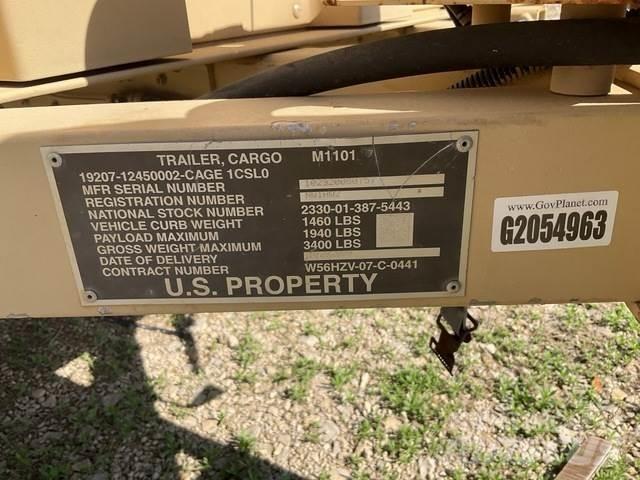 TRAILER, CARGO M1101
19207-12450002-CAGE 1CSL0
MFR SERIAL NUMBER
REGISTRATION NUMBER
NATIONAL STOCK NUMBER 2330-01-387-5443
VEHICLE CURB WEIGHT 1460 LBS
PAYLOAD MAXIMUM 1940 LBS
GROSS WEIGHT MAXIMUM 3400 LBS
DATE OF DELIVERY
CONTRACT NUMBER W56HZV-07-C-0441
U.S. PROPERTY
www.GovPlanet.com
G2054963